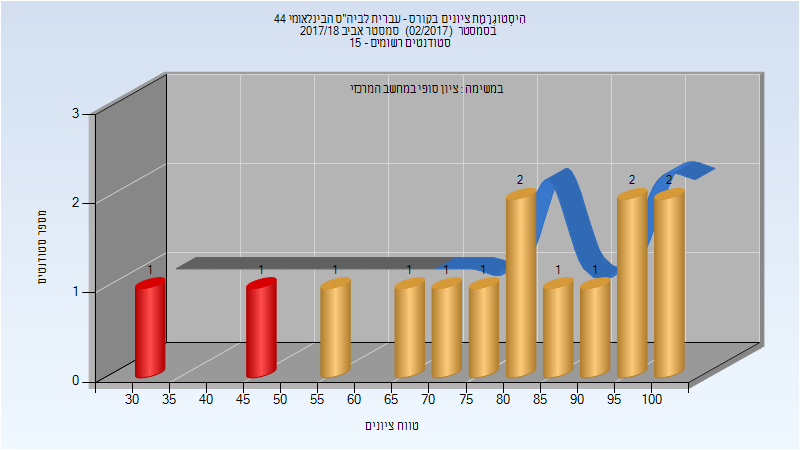 היסטוגרמת ציונים בקורס - עברית לביה"ס הבינלאומי 44
בסמסטר (02/2017) סמסטר אביב 2017/18
סטודנטים רשומים - 15
במשימה : ציון סופי במחשב המרכזי
מספר סטודנטים
3
2
1
0
1 1 1 1 1 1 2 1 1 2 2
30 35 40 45 50 55 60 65 70 75 80 85 90 95 100
טווח ציונים